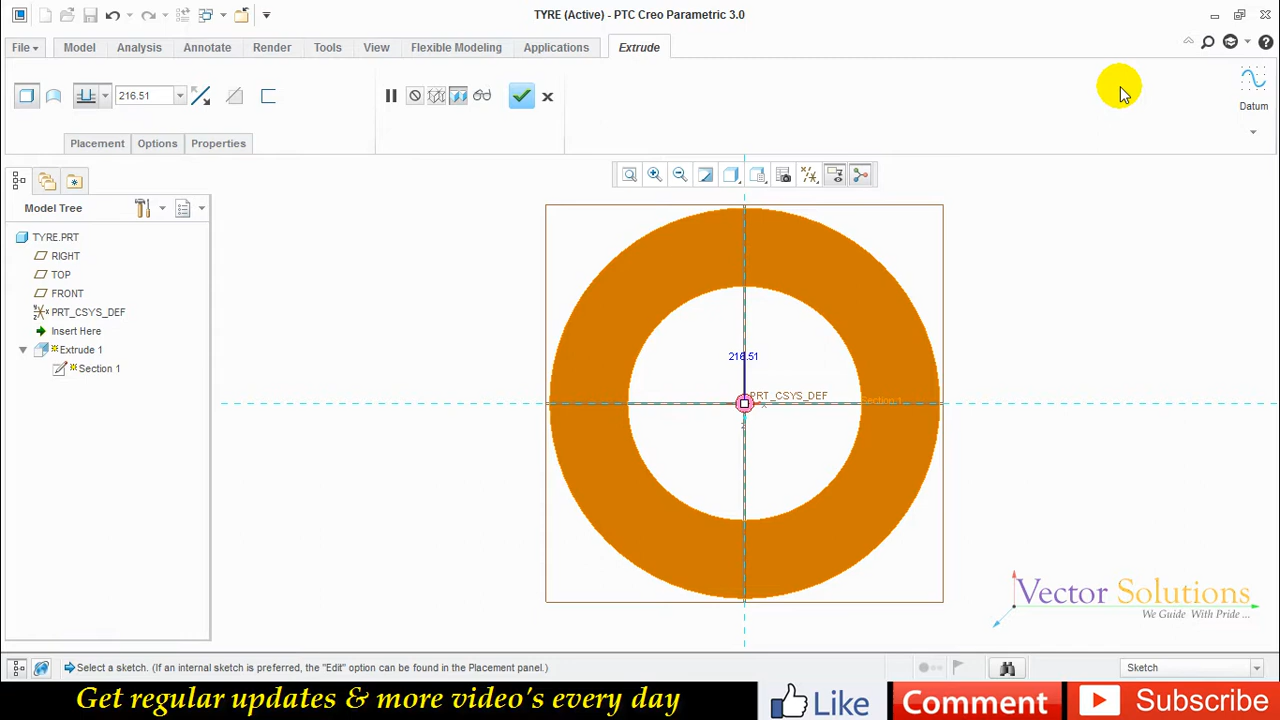 TYRE (Active) - PTC Creo Parametric 3.0
File
Model
Analysis
Annotate
Render
Tools
View
Flexible Modeling
Applications
Extrude
216.51
Datum
Placement
Options
Properties
Model Tree
TYRE.PRT
RIGHT
TOP
FRONT
PRT_CSYS_DEF
Insert Here
Extrude 1
Section 1
216.51
PRT_CSYS_DEF
Section 1
Vector Solutions
We Guide With Pride ...
Select a sketch. (If an internal sketch is preferred, the "Edit" option can be found in the Placement panel.)
Sketch
Get regular updates & more video's every day
Like
Comment
Subscribe